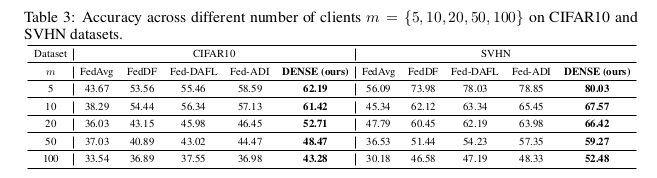 Table 3: Accuracy across different number of clients m = {5, 10, 20, 50, 100} on CIFAR10 and
SVHN datasets.
Dataset CIFAR10 SVHN
m FedAvg FedDF Fed-DAFL Fed-ADI DENSE (ours) FedAvg FedDF Fed-DAFL Fed-ADI DENSE (ours)
5 43.67 53.56 55.46 58.59 62.19 56.09 73.98 78.03 78.85 80.03
10 38.29 54.44 56.34 57.13 61.42 45.34 62.12 63.34 65.45 67.57
20 36.03 43.15 45.98 46.45 52.71 47.79 60.45 62.19 63.98 66.42
50 37.03 40.89 43.02 44.47 48.47 36.53 51.44 54.23 57.35 59.27
100 33.54 36.89 37.55 36.98 43.28 30.18 46.58 47.19 48.33 52.48